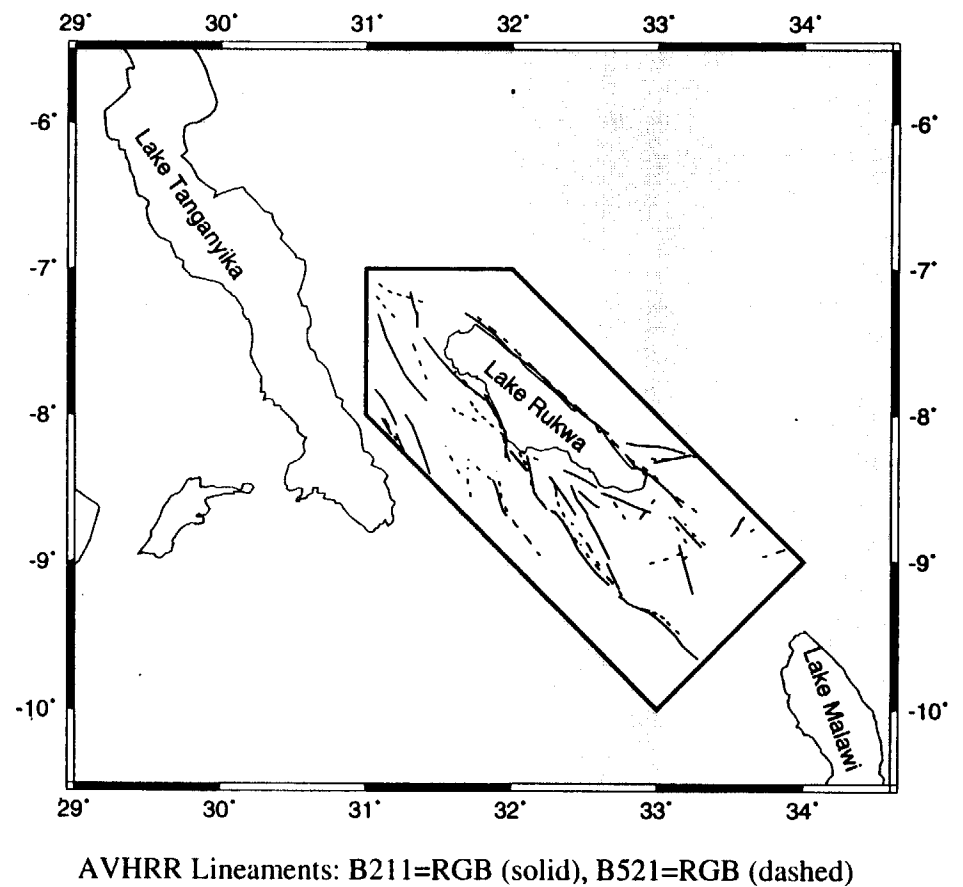 29° 30° 31° 32° 33° 34°
-6° -6°
Lake Tanganyika
-7° -7°
Lake Rukwa
-8° -8°
-9° -9°
Lake Malawi
-10° -10°
29° 30° 31° 32° 33° 34°
AVHRR Lineaments: B211=RGB (solid), B521=RGB (dashed)